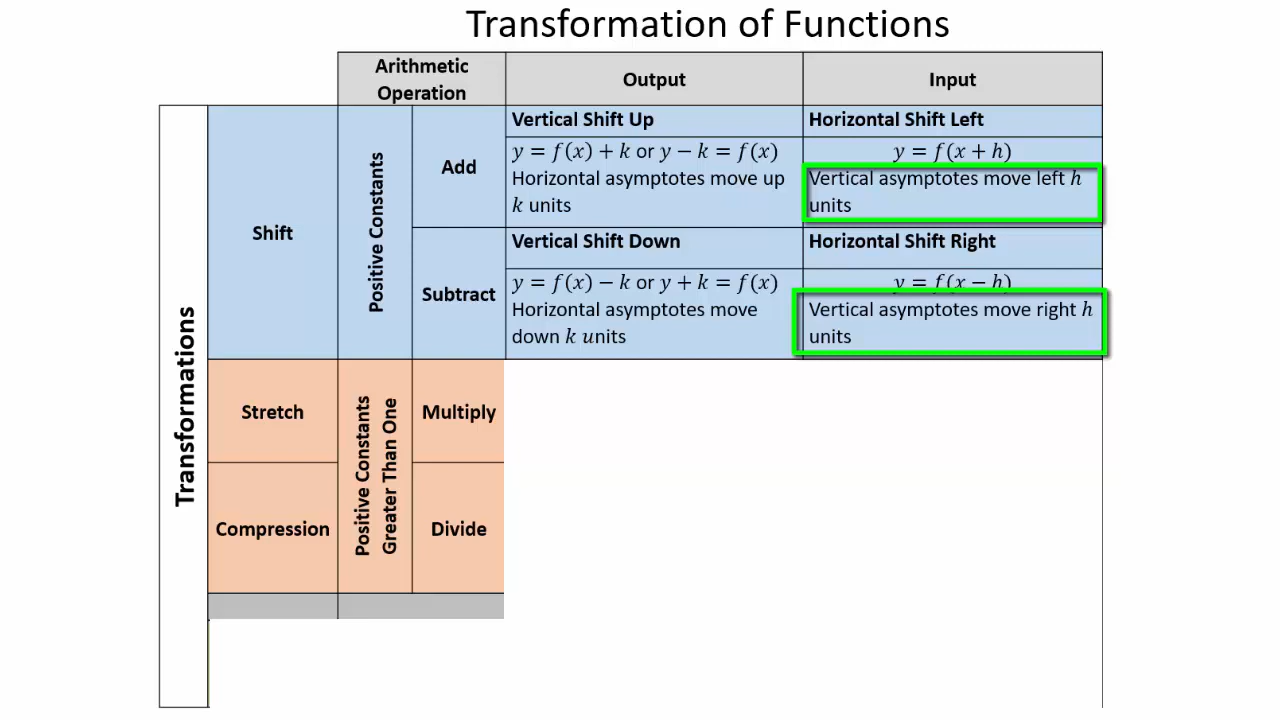 Transformation of Functions
Arithmetic
Operation
Output
Input
Transformations
Shift
Positive Constants
Add
Vertical Shift Up
y = f(x) + k or y − k = f(x)
Horizontal asymptotes move up
k units
Horizontal Shift Left
y = f(x + h)
Vertical asymptotes move left h
units
Subtract
Vertical Shift Down
y = f(x) − k or y + k = f(x)
Horizontal asymptotes move
down k units
Horizontal Shift Right
y = f(x − h)
Vertical asymptotes move right h
units
Stretch
Positive Constants
Greater Than One
Multiply
Compression
Divide